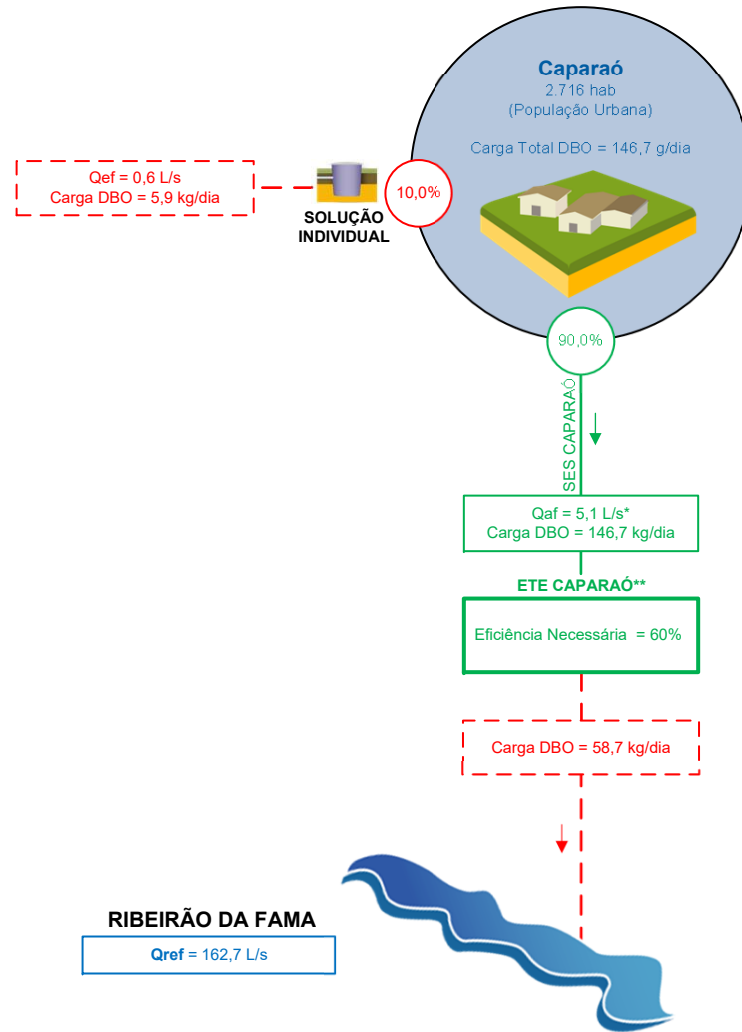 Caparaó
2.716 hab
(População Urbana)
Carga Total DBO = 146,7 g/dia
Qef = 0,6 L/s
Carga DBO = 5,9 kg/dia
SOLUÇÃO
INDIVIDUAL
10,0%
90,0%
SES CAPARAÓ
Qaf = 5,1 L/s*
Carga DBO = 146,7 kg/dia
ETE CAPARAÓ**
Eficiência Necessária = 60%
Carga DBO = 58,7 kg/dia
RIBEIRÃO DA FAMA
Qref = 162,7 L/s